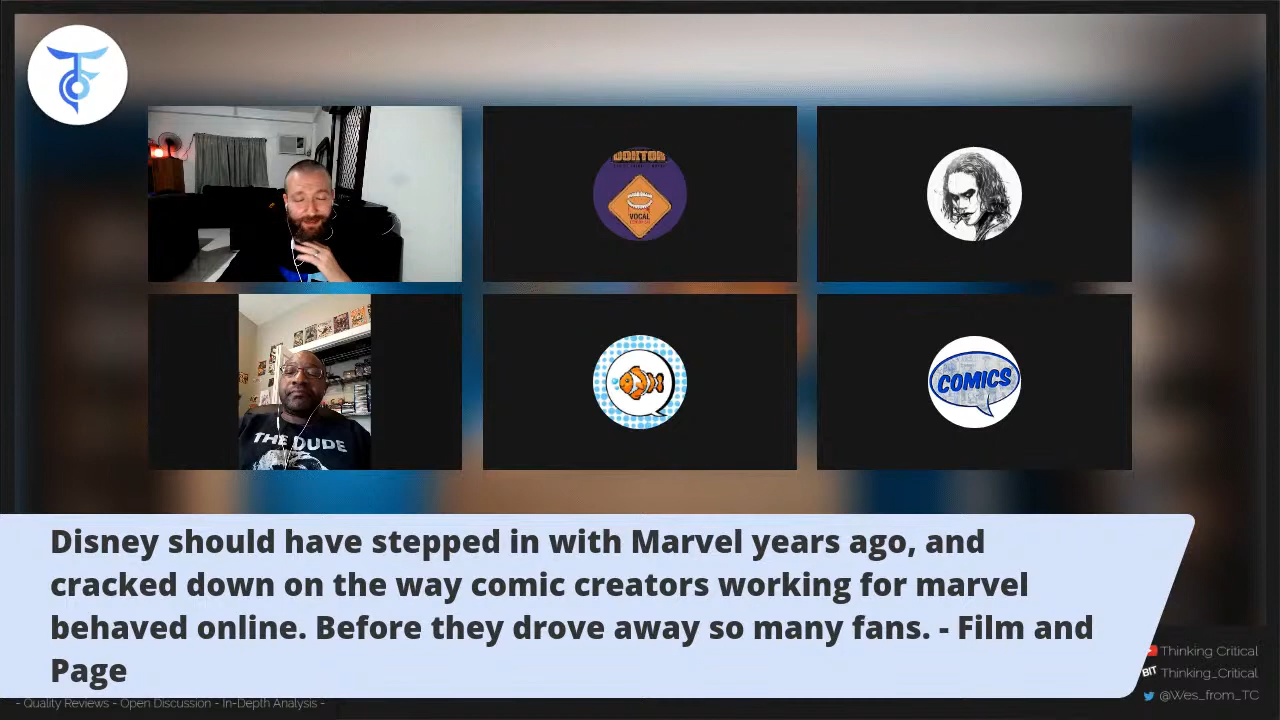 DOKTOR
VOCAL
COMICS
THE DUDE
Disney should have stepped in with Marvel years ago, and
cracked down on the way comic creators working for marvel
behaved online. Before they drove away so many fans. - Film and
Page
Thinking Critical
BIT Thinking_Critical
@Wes_from_TC
- Quality Reviews - Open Discussion - In-Depth Analysis -